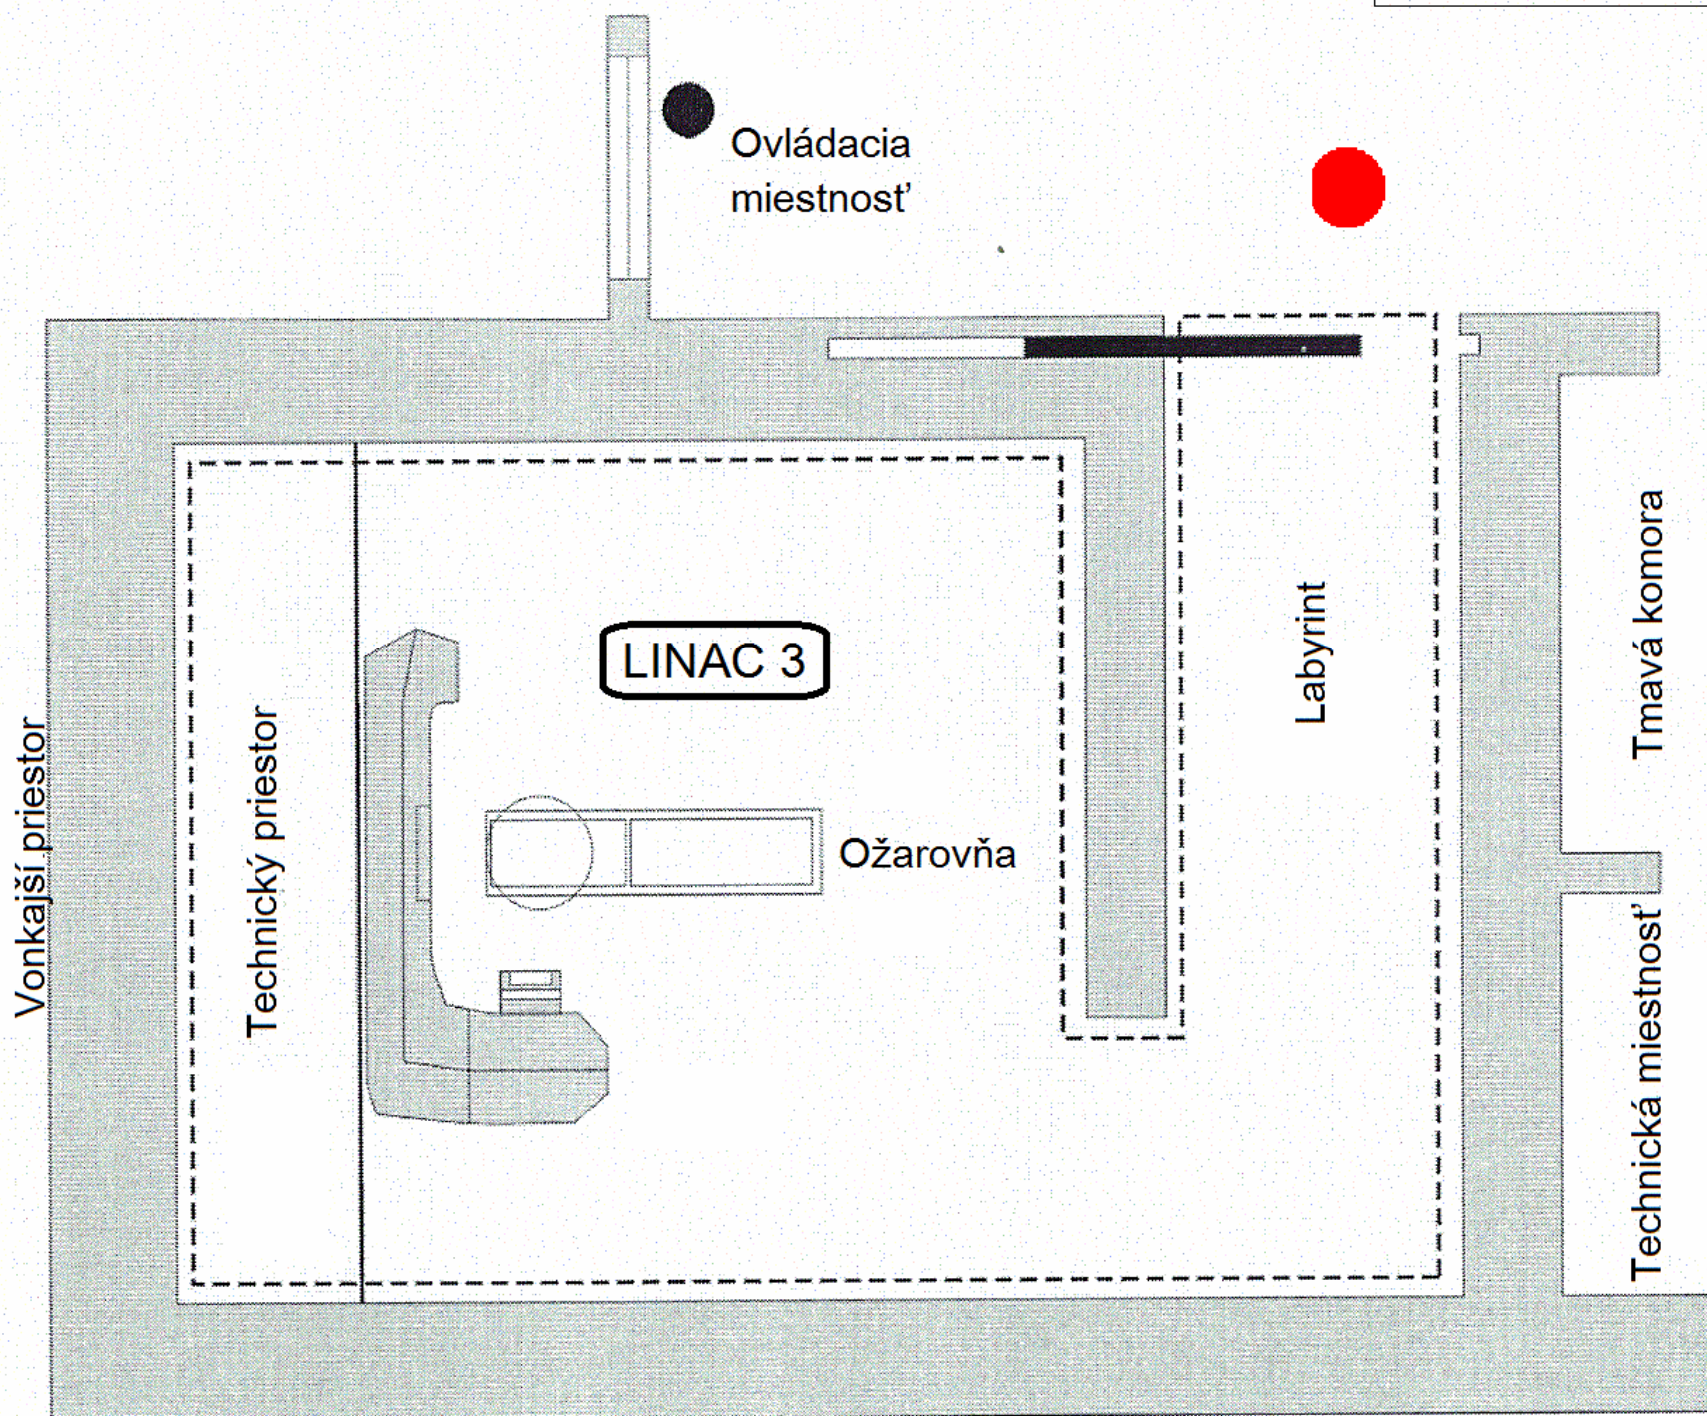 Ovládacia
miestnosť
LINAC 3
Ožarovňa
Vonkajší priestor
Technický priestor
Labyrint
Tmavá komora
Technická miestnosť